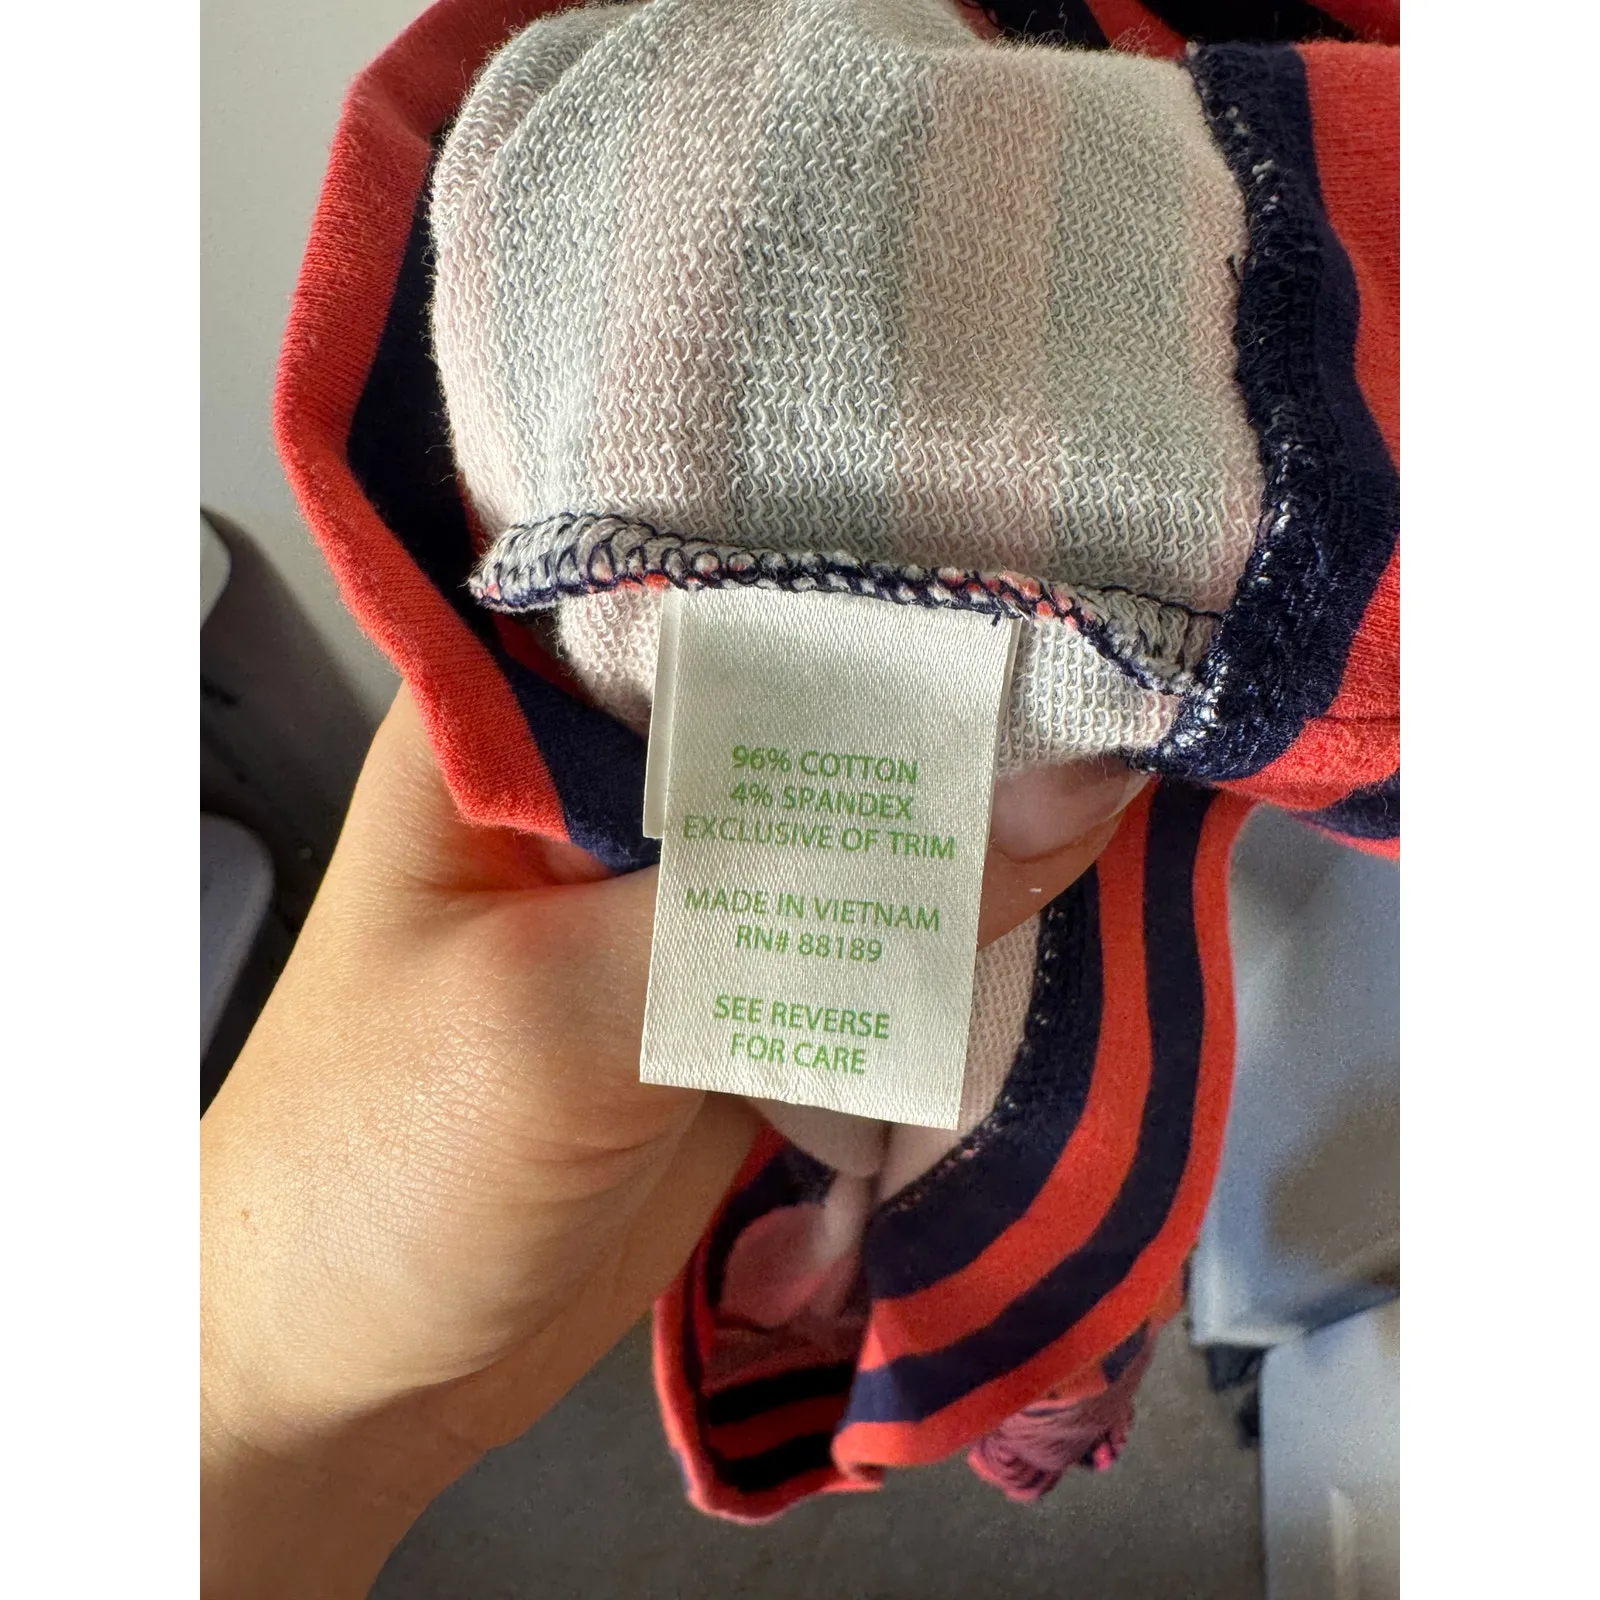 96% COTTON
4% SPANDEX
EXCLUSIVE OF TRIM
MADE IN VIETNAM
RN# 88189
SEE REVERSE
FOR CARE